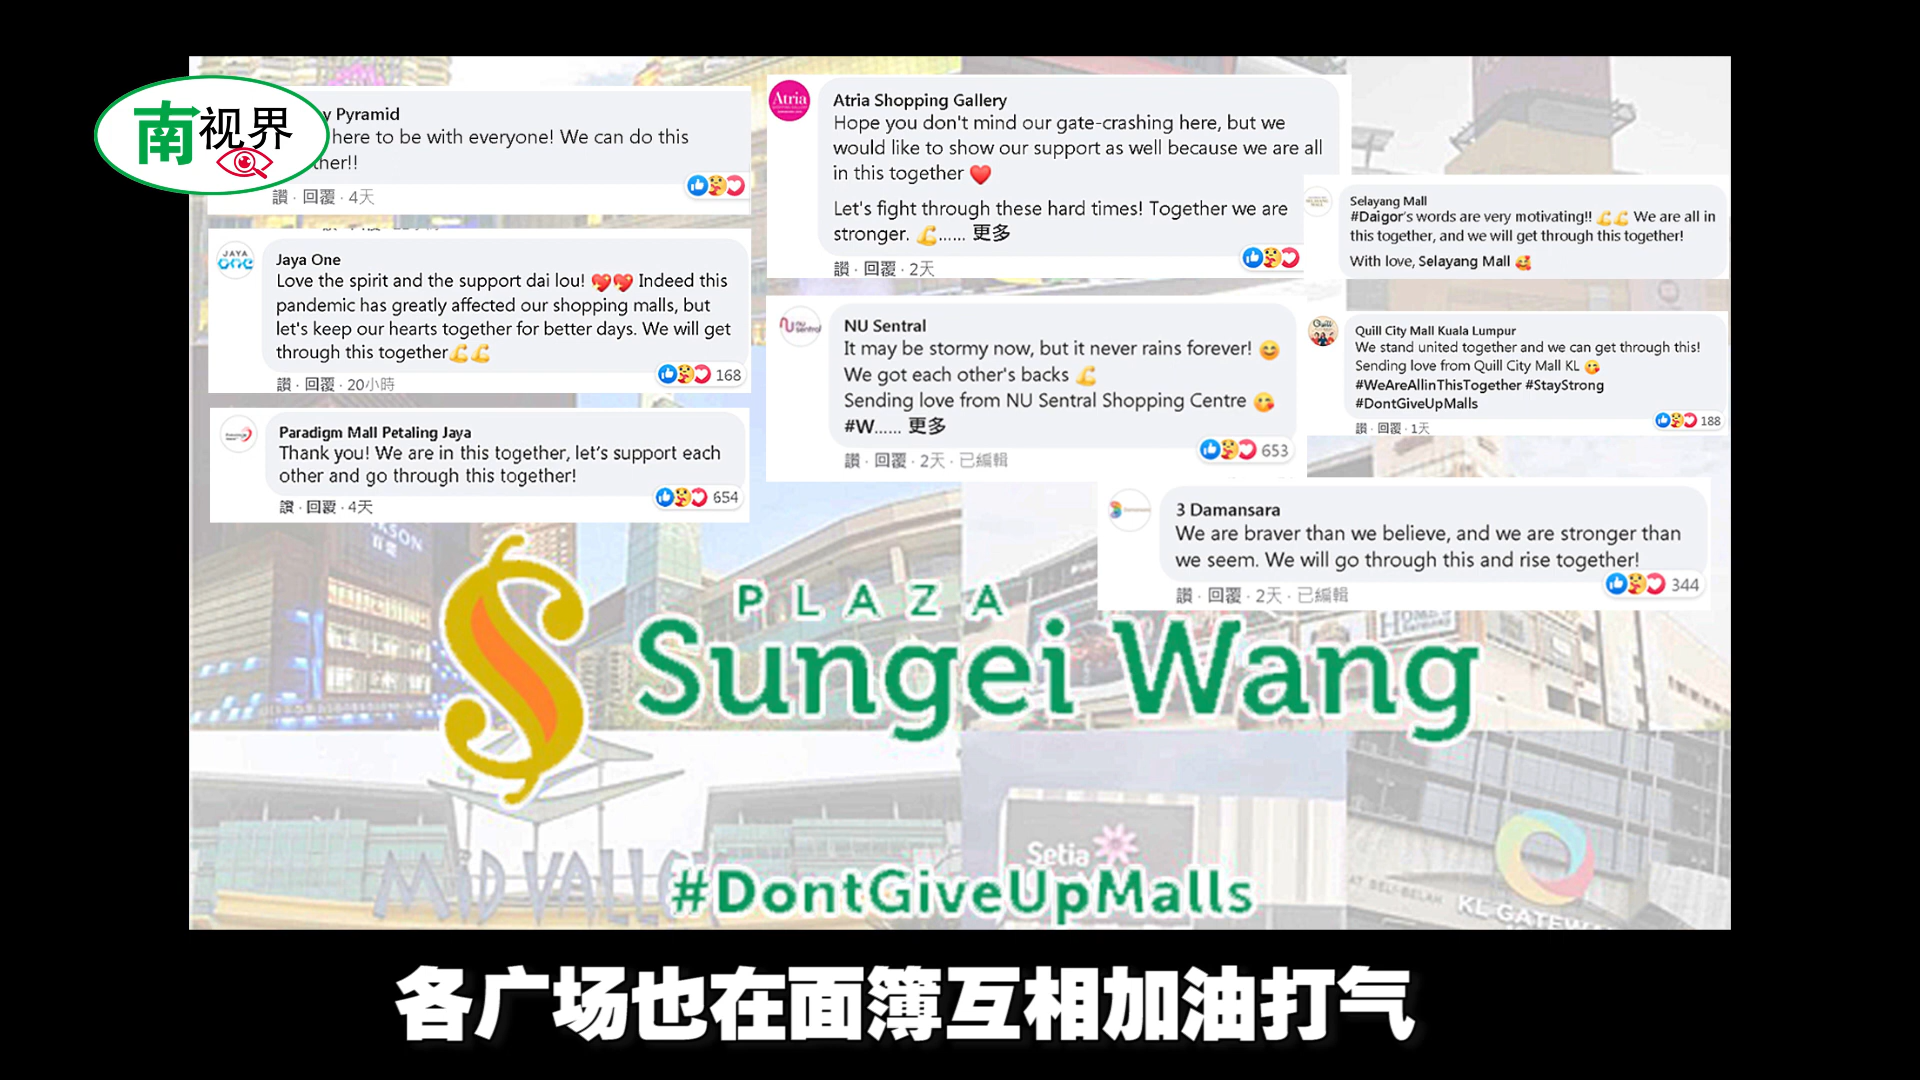 南视界
y Pyramid
here to be with everyone! We can do this
ther!!
讚 · 回覆 · 4天
JAYA
one
Jaya One
Love the spirit and the support dai lou! 💖💖 Indeed this
pandemic has greatly affected our shopping malls, but
let's keep our hearts together for better days. We will get
through this together💪💪
168
讚 · 回覆 · 20小時
Paradigm Mall Petaling Jaya
Thank you! We are in this together, let's support each
other and go through this together!
654
讚 · 回覆 · 4天
Atria
Atria Shopping Gallery
Hope you don't mind our gate-crashing here, but we
would like to show our support as well because we are all
in this together ❤️
Let's fight through these hard times! Together we are
stronger. 💪...... 更多
讚 · 回覆 · 2天
nu sentral
NU Sentral
It may be stormy now, but it never rains forever! 😊
We got each other's backs 💪
Sending love from NU Sentral Shopping Centre 😘
#W...... 更多
653
讚 · 回覆 · 2天 · 已編輯
Selayang Mall
#Daigor's words are very motivating!! 💪💪 We are all in
this together, and we will get through this together!
With love, Selayang Mall 🥰
Quill
Quill City Mall Kuala Lumpur
We stand united together and we can get through this!
Sending love from Quill City Mall KL 😘
#WeAreAllinThisTogether #StayStrong
#DontGiveUpMalls
188
讚 · 回覆 · 1天
3 Damansara
We are braver than we believe, and we are stronger than
we seem. We will go through this and rise together!
344
讚 · 回覆 · 2天 · 已編輯
PLAZA
Sungei Wang
MID VALL
Setia
KL GATEW
#DontGiveUpMalls
各广场也在面簿互相加油打气